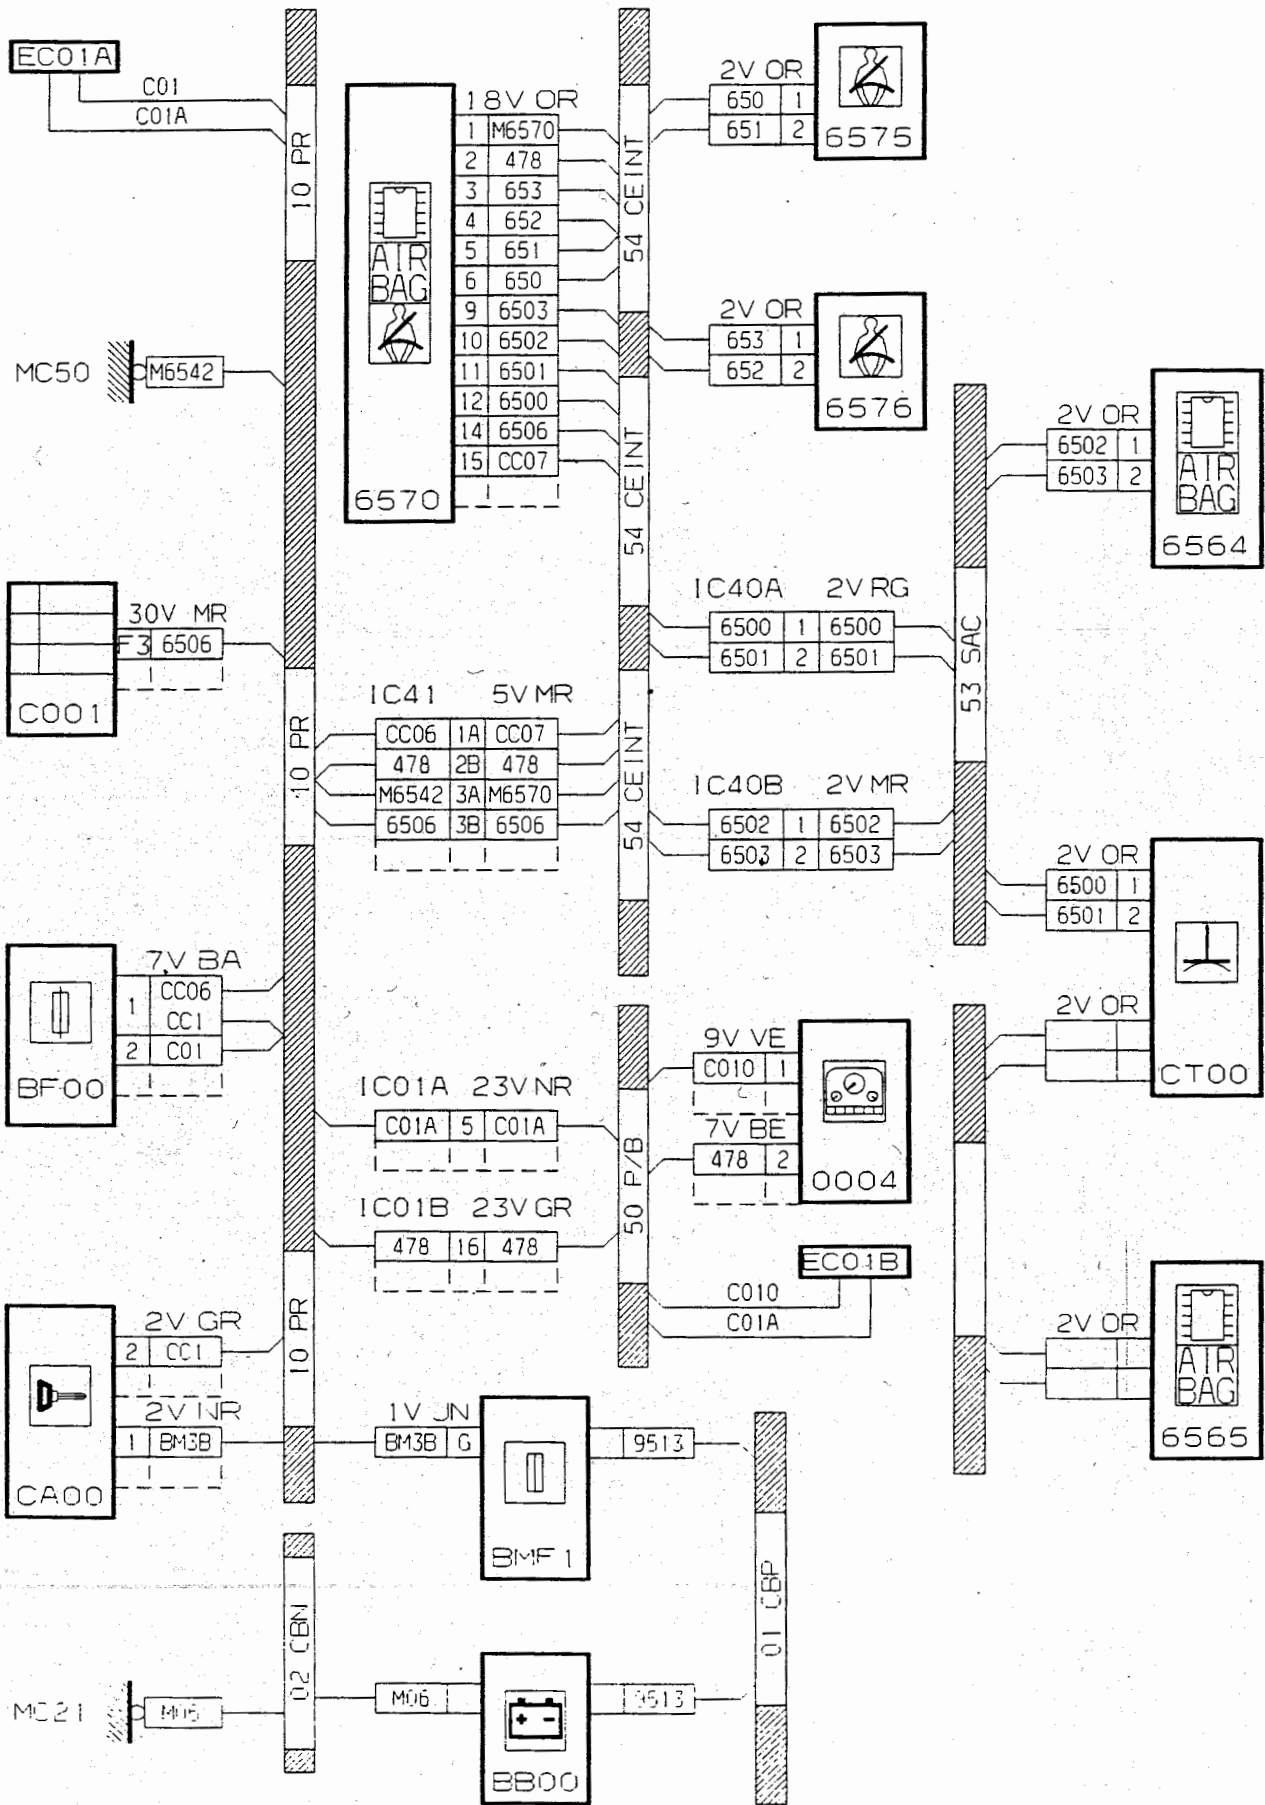 EC01A
C01
C01A
10 PR
MC50
M6542
18V OR
1 M6570
2 478
3 653
4 652
5 651
6 650
9 6503
10 6502
11 6501
12 6500
14 6506
15 CC07
AIR
BAG
6570
54 CEINT
2V OR
650 1
651 2
6575
2V OR
653 1
652 2
6576
54 CEINT
2V OR
6502 1
6503 2
AIR
BAG
6564
30V MR
F3 6506
C001
10 PR
IC41 5V MR
CC06 1A CC07
478 2B 478
M6542 3A M6570
6506 3B 6506
54 CEINT
IC40A 2V RG
6500 1 6500
6501 2 6501
53 SAC
IC40B 2V MR
6502 1 6502
6503 2 6503
2V OR
6500 1
6501 2
2V OR
CT00
7V BA
1 CC06
CC1
2 C01
BF00
IC01A 23V NR
C01A 5 C01A
IC01B 23V GR
478 16 478
50 P/B
9V VE
C010 1
7V BE
478 2
0004
EC01B
C010
C01A
2V OR
AIR
BAG
6565
10 PR
2V GR
2 CC1
2V NR
1 BM3B
CA00
1V JN
BM3B G
9513
BMF1
01 CBP
02 CBN
MC21
M06
M06
9513
BB00